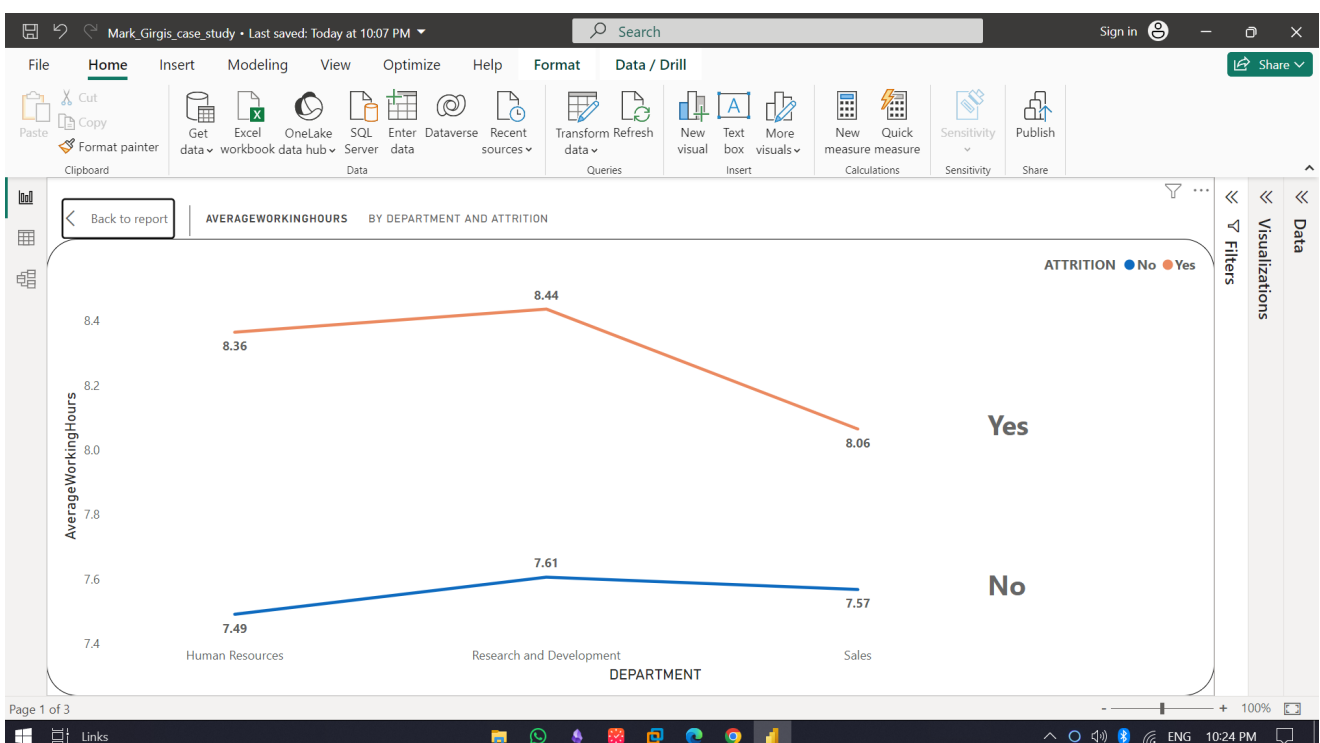 Mark_Girgis_case_study • Last saved: Today at 10:07 PM
Search
Sign in
File Home Insert Modeling View Optimize Help Format Data / Drill
Share
Paste
Cut
Copy
Format painter
Clipboard
Get data
Excel workbook
OneLake data hub
SQL Server
Enter data
Dataverse
Recent sources
Data
Transform data
Refresh
Queries
New visual
Text box
More visuals
Insert
New measure
Quick measure
Calculations
Sensitivity
Sensitivity
Publish
Share
Back to report
AVERAGEWORKINGHOURS BY DEPARTMENT AND ATTRITION
ATTRITION No Yes
Filters
Visualizations
Data
AverageWorkingHours
8.4
8.2
8.0
7.8
7.6
7.4
8.36
8.44
8.06
Yes
7.49
7.61
7.57
No
Human Resources
Research and Development
Sales
DEPARTMENT
Page 1 of 3
- + 100%
Links
ENG 10:24 PM